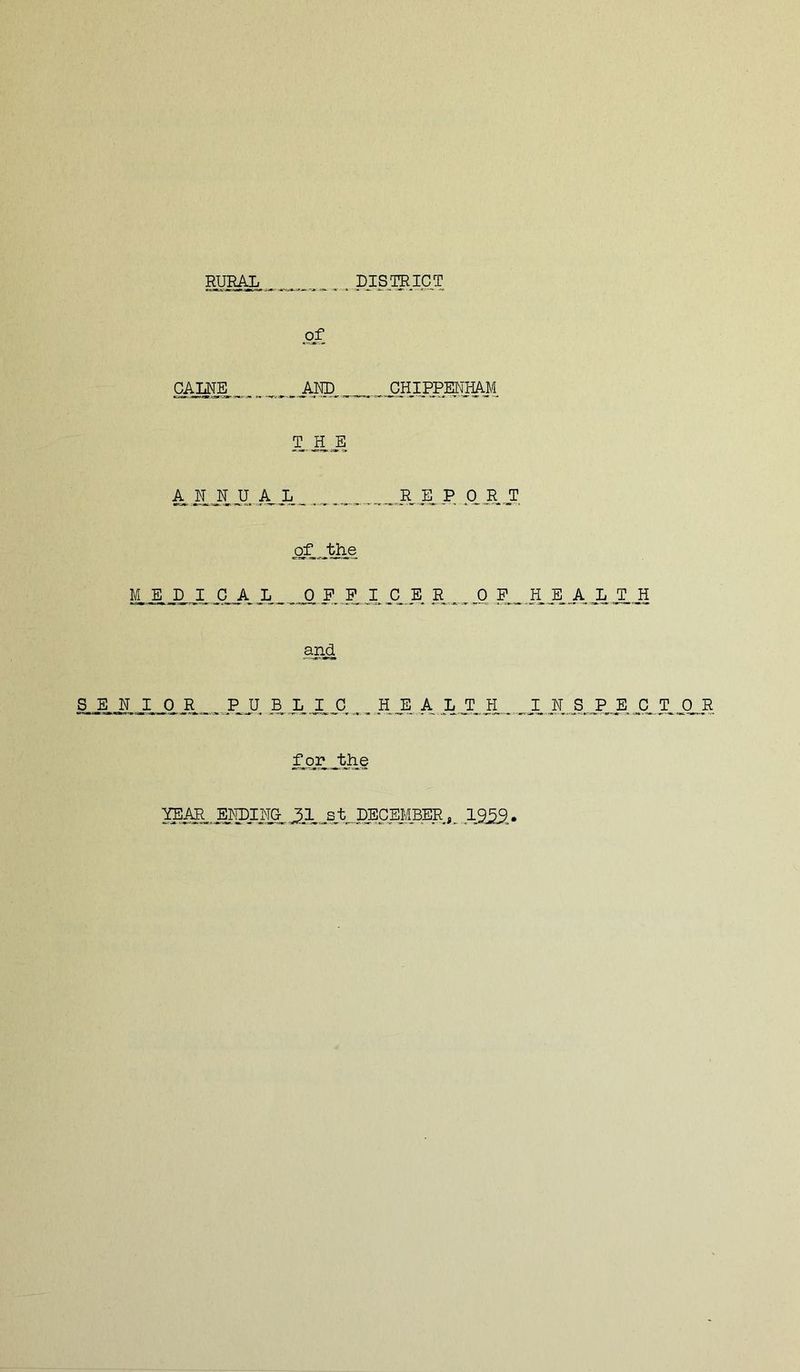 RURAL DISTRICT
of
CALNE AND CHIPPENHAM
THE
ANNUAL REPORT
of the
MEDICAL OFFICER OF HEALTH
and
SENIOR PUBLIC HEALTH INSPECTOR
for the
YEAR ENDING 31 st DECEMBER, 1959.